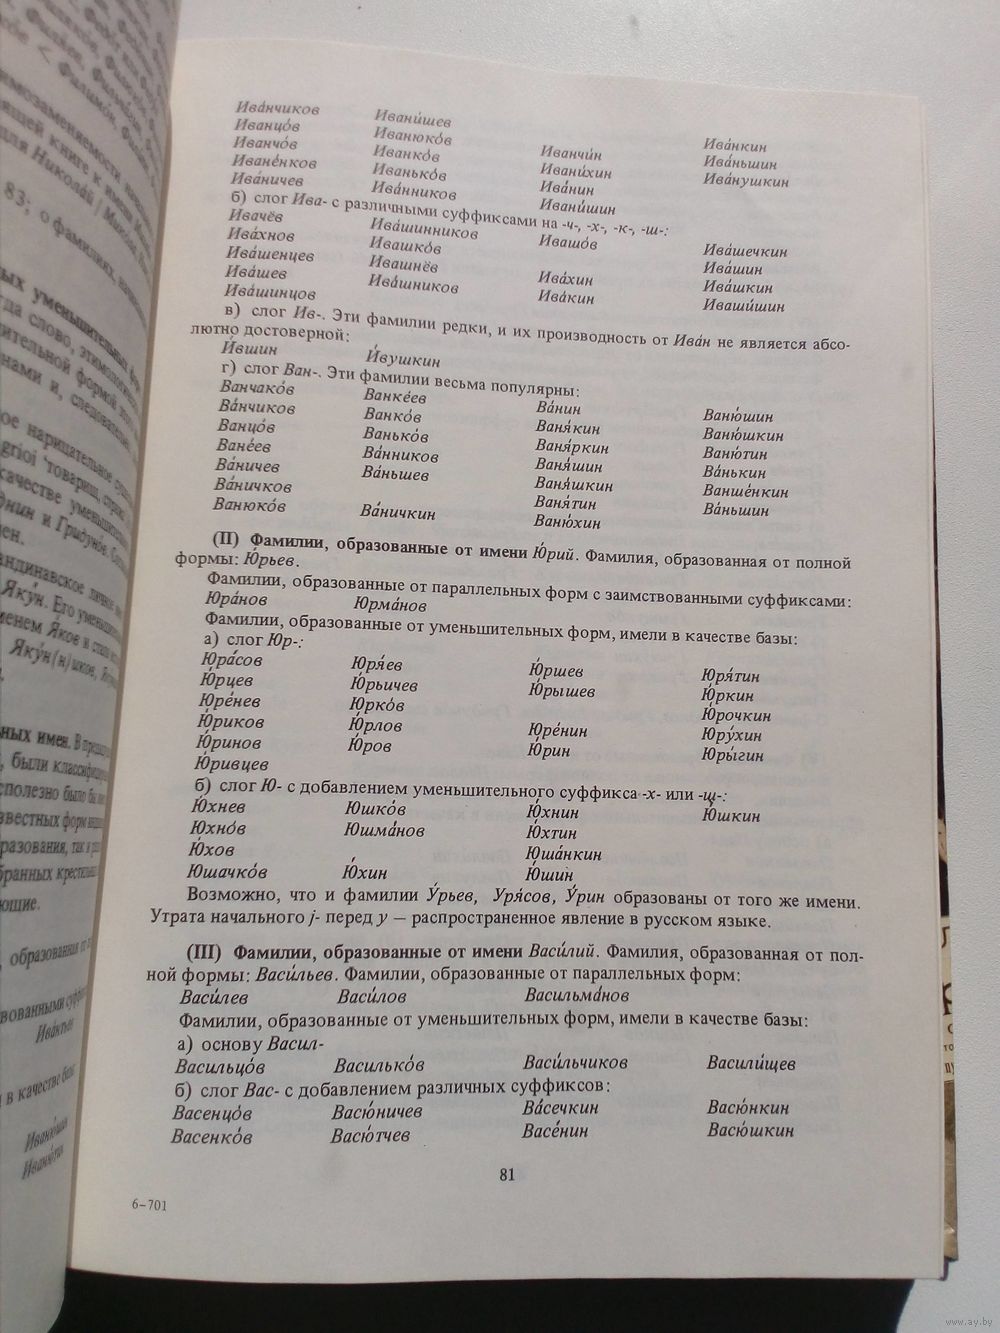 Ива́нчиков Ивани́шев
Иванцо́в Иванюко́в Ива́нкин
Иванчо́в Иванко́в Иванчи́н Ива́ньшин
Иване́нков Иванько́в Ивани́хин Ива́нушкин
Ива́ничев Ива́нников Ива́нин
Ивани́шин
б) слог Ива- с различными суффиксами на -ч-, -х-, -к-, -ш-:
Ивачёв Ива́шинников Ивашо́в Ива́шечкин
Ива́хнов Ивашко́в Ива́шин
Ива́шенцев Ивашнёв Ива́хин Ива́шкин
Ива́шев Ива́шников Ива́кин Иваши́шин
Ива́шинцов
в) слог Ив-. Эти фамилии редки, и их производность от Ива́н не является абсо-
лютно достоверной:
И́вшин И́вушкин
г) слог Ван-. Эти фамилии весьма популярны:
Ванчако́в Ванке́ев Ва́нин Ваню́шин
Ва́нчиков Ванко́в Ваня́кин Ваню́шкин
Ванцо́в Ванько́в Ваня́ркин Ваню́тин
Ване́ев Ва́нников Ваня́шин Ва́нькин
Ва́ничев Ва́ньшев Ваня́шкин Ваншёнкин
Ва́ничков Ваня́тин Ва́ньшин
Ванюко́в Ва́ничкин Ваню́хин
(II) Фамилии, образованные от имени Ю́рий. Фамилия, образованная от полной
формы: Ю́рьев.
Фамилии, образованные от параллельных форм с заимствованными суффиксами:
Юра́нов Юрма́нов
Фамилии, образованные от уменьшительных форм, имели в качестве базы:
а) слог Юр-:
Юра́сов Юря́ев Ю́ршев Юря́тин
Ю́рцев Ю́рьичев Ю́рышев Ю́ркин
Юре́нев Юрко́в Ю́рочкин
Ю́риков Ю́рлов Юре́нин Юру́хин
Ю́ринов Ю́ров Ю́рин Юры́гин
Ю́ривцев
б) слог Ю- с добавлением уменьшительного суффикса -х- или -щ-:
Ю́хнев Юшко́в Ю́хнин Ю́шкин
Юхно́в Юшма́нов Ю́хтин
Ю́хов Юша́нкин
Юшачко́в Ю́хин Ю́шин
Возможно, что и фамилии У́рьев, Уря́сов, У́рин образованы от того же имени.
Утрата начального j- перед у — распространенное явление в русском языке.
(III) Фамилии, образованные от имени Васи́лий. Фамилия, образованная от пол-
ной формы: Васи́льев. Фамилии, образованные от параллельных форм:
Васи́лев Васи́лов Васильма́нов
Фамилии, образованные от уменьшительных форм, имели в качестве базы:
а) основу Васил-
Васильцо́в Василько́в Васи́льчиков Васили́щев
б) слог Вас- с добавлением различных суффиксов:
Васенцо́в Васю́ничев Ва́сечкин Васю́нкин
Васенко́в Васю́тчев Васе́нин Васю́шкин
81
6–701
www.ay.by